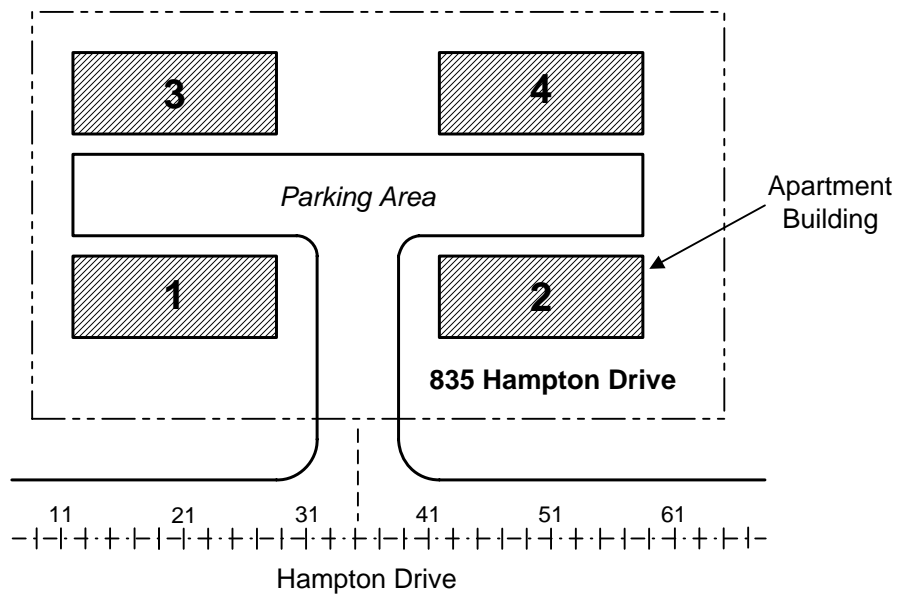 3
4
Parking Area
Apartment
Building
1
2
835 Hampton Drive
11 21 31 41 51 61
Hampton Drive